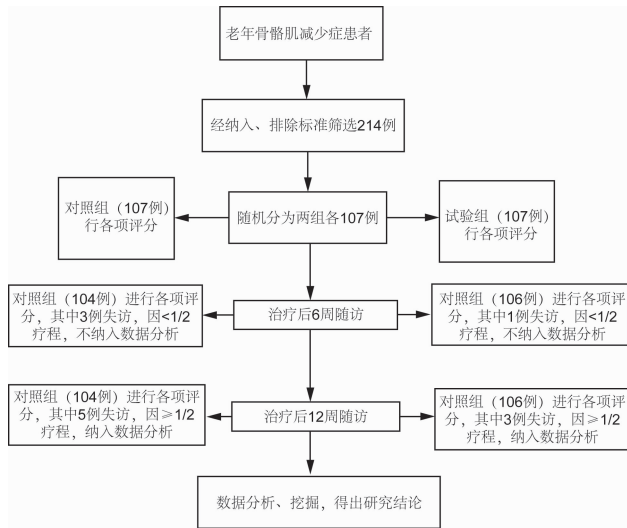 老年骨骼肌减少症患者
经纳入、排除标准筛选214例
对照组（107例）
行各项评分
随机分为两组各107例
试验组（107例）
行各项评分
对照组（104例）进行各项评
分，其中3例失访，因<1/2
疗程，不纳入数据分析
治疗后6周随访
对照组（106例）进行各项评
分，其中1例失访，因<1/2
疗程，不纳入数据分析
对照组（104例）进行各项评
分，其中5例失访，因≥1/2
疗程，纳入数据分析
治疗后12周随访
对照组（106例）进行各项评
分，其中3例失访，因≥1/2
疗程，纳入数据分析
数据分析、挖掘，得出研究结论